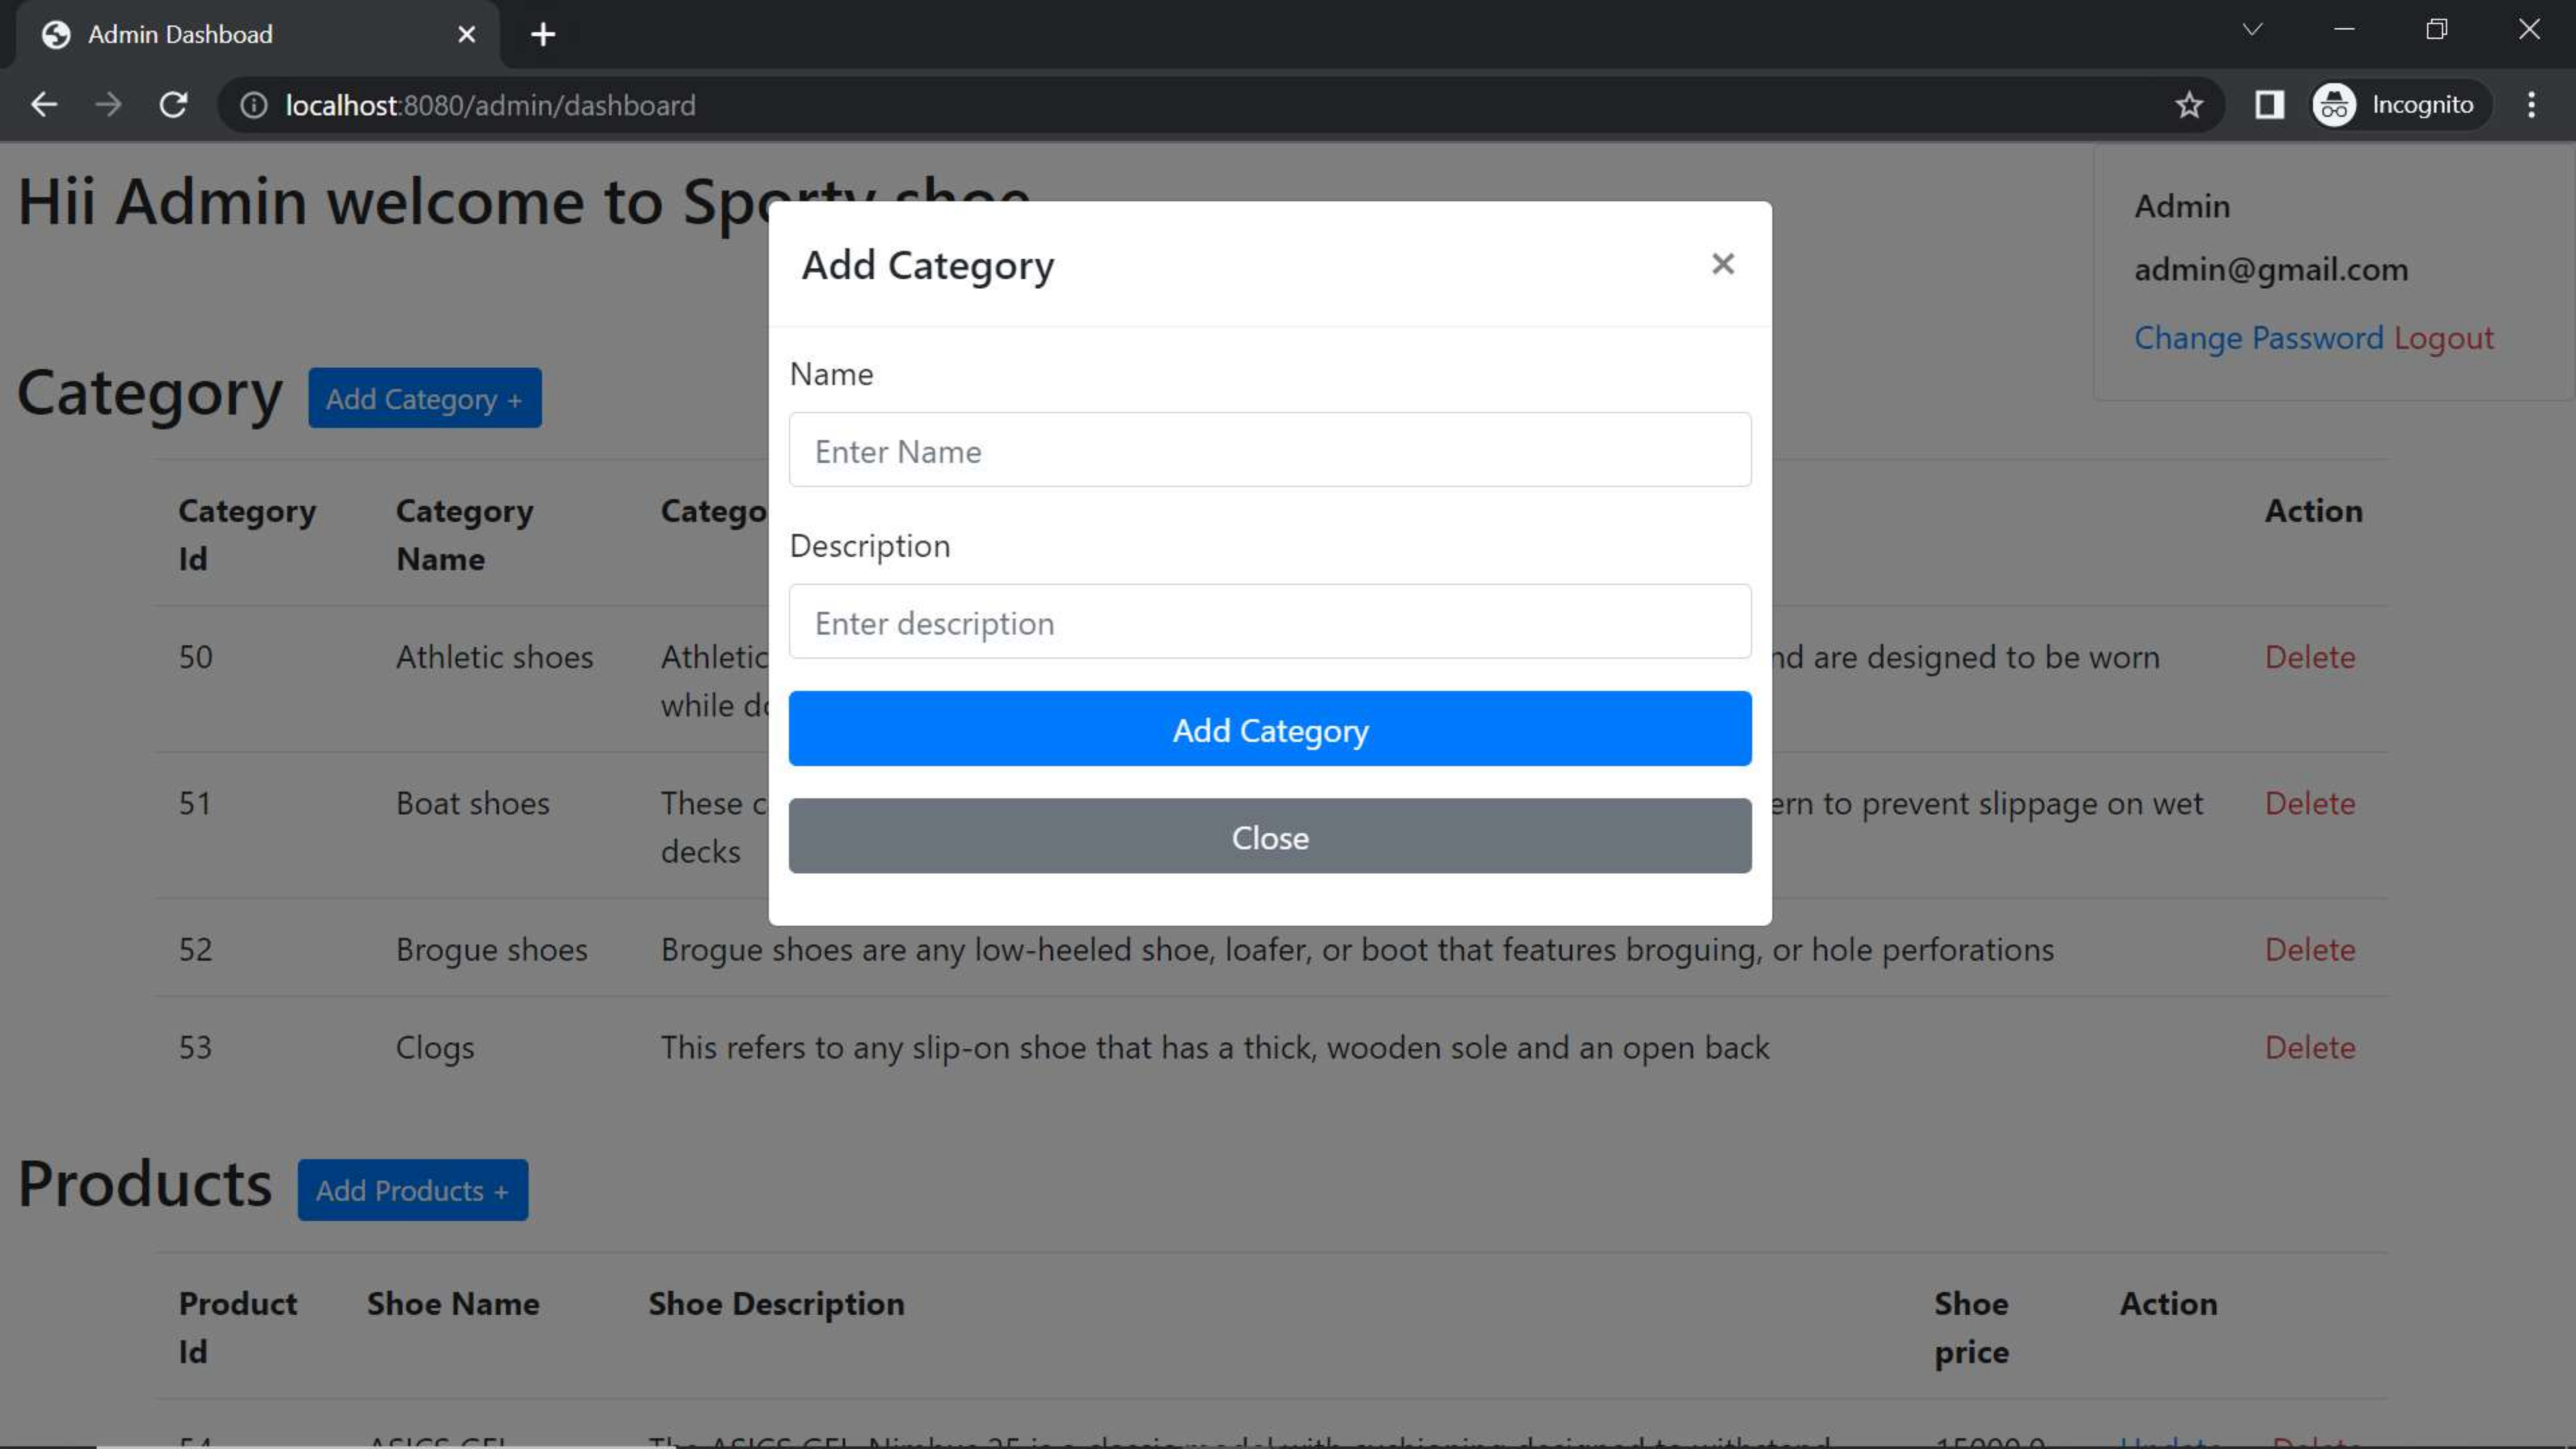 Admin Dashboad
localhost:8080/admin/dashboard
Incognito
Hii Admin welcome to Sporty shoe
Admin
admin@gmail.com
Change Password Logout
Add Category
Name
Enter Name
Description
Enter description
Add Category
Close
Category Add Category +
Category Id
Category Name
Action
50 Athletic shoes Athletic nd are designed to be worn Delete
while
51 Boat shoes These ern to prevent slippage on wet Delete
decks
52 Brogue shoes Brogue shoes are any low-heeled shoe, loafer, or boot that features broguing, or hole perforations Delete
53 Clogs This refers to any slip-on shoe that has a thick, wooden sole and an open back Delete
Products Add Products +
Product Id
Shoe Name
Shoe Description
Shoe price
Action